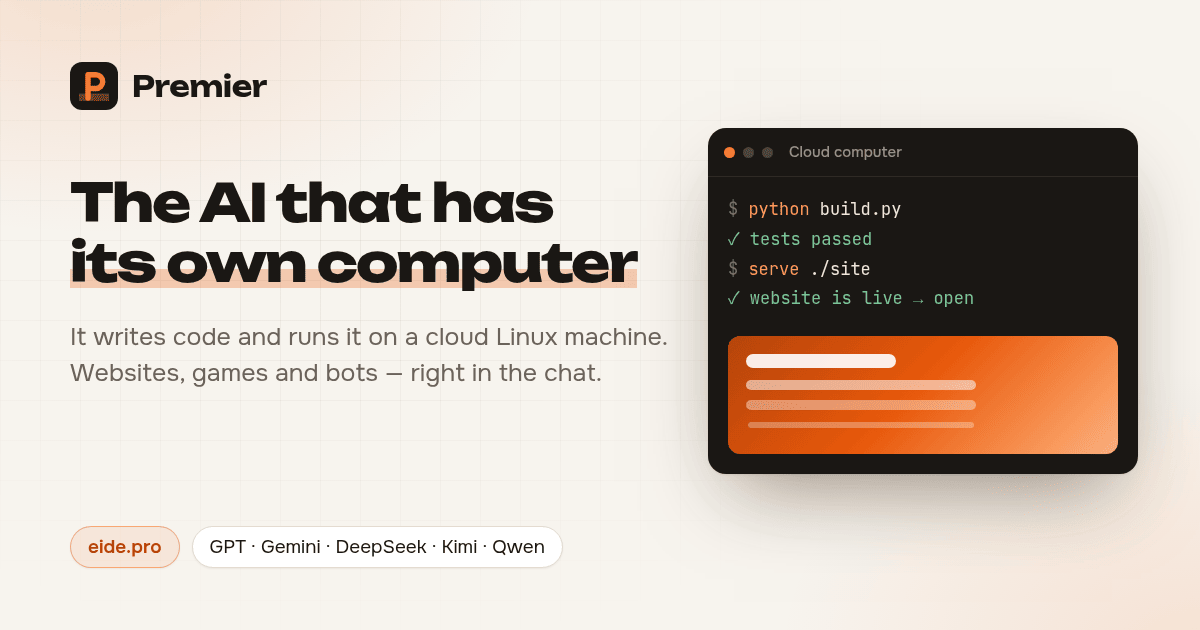 Premier
The AI that has
its own computer
It writes code and runs it on a cloud Linux machine.
Websites, games and bots — right in the chat.
eide.pro
GPT · Gemini · DeepSeek · Kimi · Qwen
Cloud computer
$ python build.py
✓ tests passed
$ serve ./site
✓ website is live → open